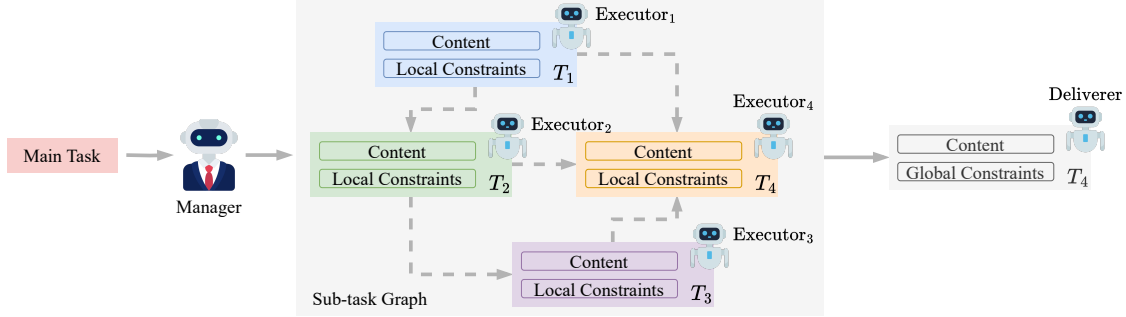 Main Task
Manager
Executor₁
Content
Local Constraints
T₁
Executor₂
Content
Local Constraints
T₂
Executor₄
Content
Local Constraints
T₄
Executor₃
Content
Local Constraints
T₃
Sub-task Graph
Deliverer
Content
Global Constraints
T₄